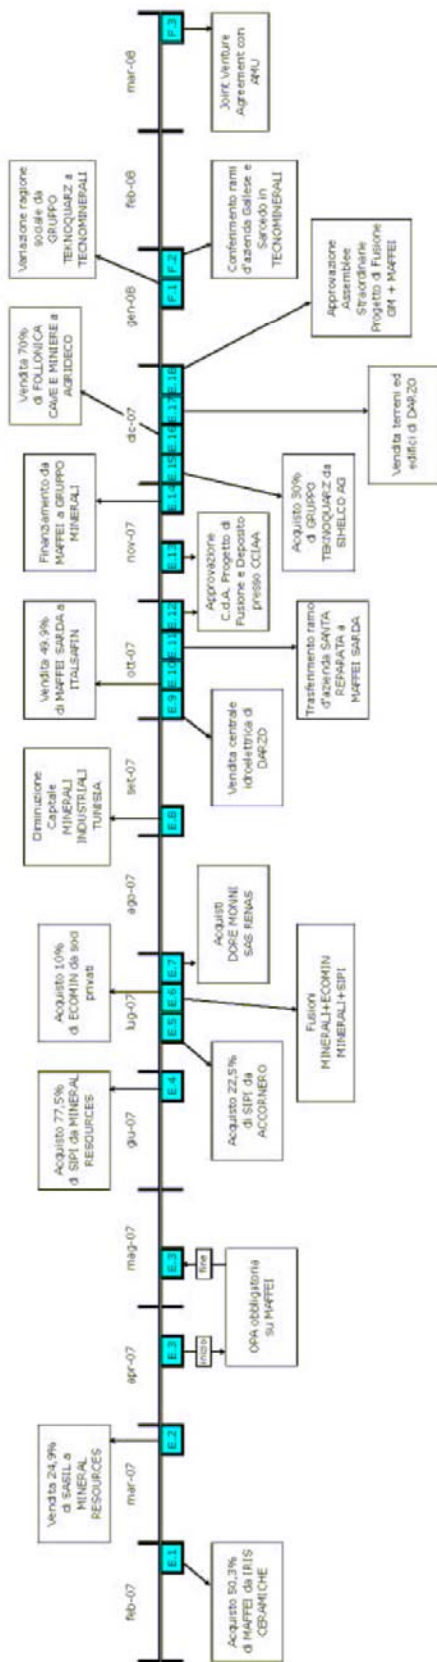 feb-07
mar-07
apr-07
mag-07
giu-07
lug-07
ago-07
set-07
ott-07
nov-07
dic-07
gen-08
feb-08
mar-08
E.1
E.2
E.3
E.3
E.4
E.5
E.6
E.7
E.8
E.9
E.10
E.11
E.12
E.13
E.14
E.15
E.16
E.17
E.18
F.1
F.2
F.3
Vendita 24,9%
di SASIL a
MINERAL
RESOURCES
Acquisto 77,5%
di SIPI da MINERAL
RESOURCES
Acquisto 10%
di ECOMIN da soci
privati
Diminuzione
Capitale
MINERALI
INDUSTRIALI
TUNISIA
Vendita 49,9%
di MAFFEI SARDA a
ITALSAFIN
Finanziamento da
MAFFEI a GRUPPO
MINERALI
Vendita 70%
di FOLLONICA
CAVE E MINIERE a
AGRIDECO
Variazione ragione
sociale da
GRUPPO
TEKNOQUARZ a
TECNOMINERALI
Acquisto 50,3%
di MAFFEI da IRIS
CERAMICHE
inizio
fine
OPA obbligatoria
su MAFFEI
Acquisto 22,5%
di SIPI da
ACCORNERO
Fusioni
MINERALI+ECOMIN
MINERALI+SIPI
Acquisti
DORE MONNI
SAS RENAS
Vendita centrale
idroelettrica di
DARZO
Trasferimento ramo
d'azienda SANTA
REPARATA a
MAFFEI SARDA
Approvazione
C.d.A. Progetto di
Fusione e Deposito
presso CCIAA
Acquisto 30%
di GRUPPO
TEKNOQUARZ da
SIHELCO AG
Vendita terreni ed
edifici di DARZO
Approvazione
Assemblee
Straordinarie
Progetto di Fusione
GM + MAFFEI
Conferimento rami
d'azienda Gallese e
Sarcedo in
TECNOMINERALI
Joint Venture
Agreement con
AMU